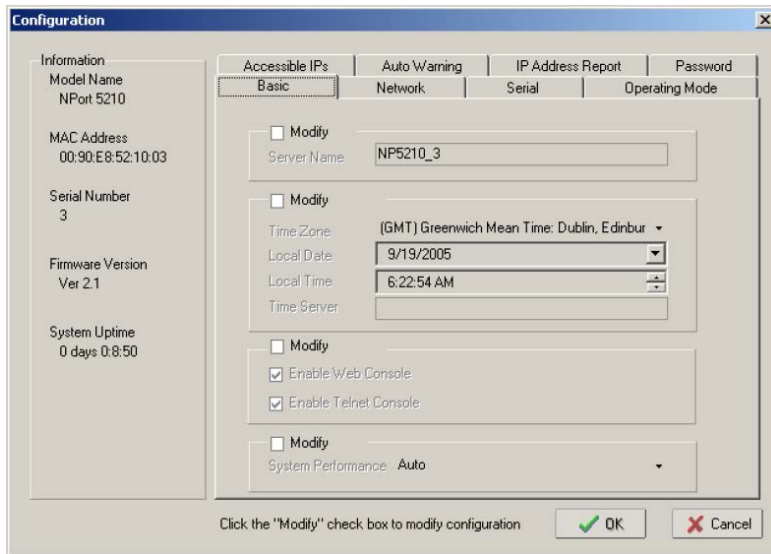 Configuration
Information
Model Name
NPort 5210
MAC Address
00:90:E8:52:10:03
Serial Number
3
Firmware Version
Ver 2.1
System Uptime
0 days 0:8:50
Accessible IPs
Auto Warning
IP Address Report
Password
Basic
Network
Serial
Operating Mode
Modify
Server Name
NP5210_3
Modify
Time Zone
(GMT) Greenwich Mean Time: Dublin, Edinbur
Local Date
9/19/2005
Local Time
6:22:54 AM
Time Server
Modify
Enable Web Console
Enable Telnet Console
Modify
System Performance
Auto
Click the "Modify" check box to modify configuration
OK
Cancel